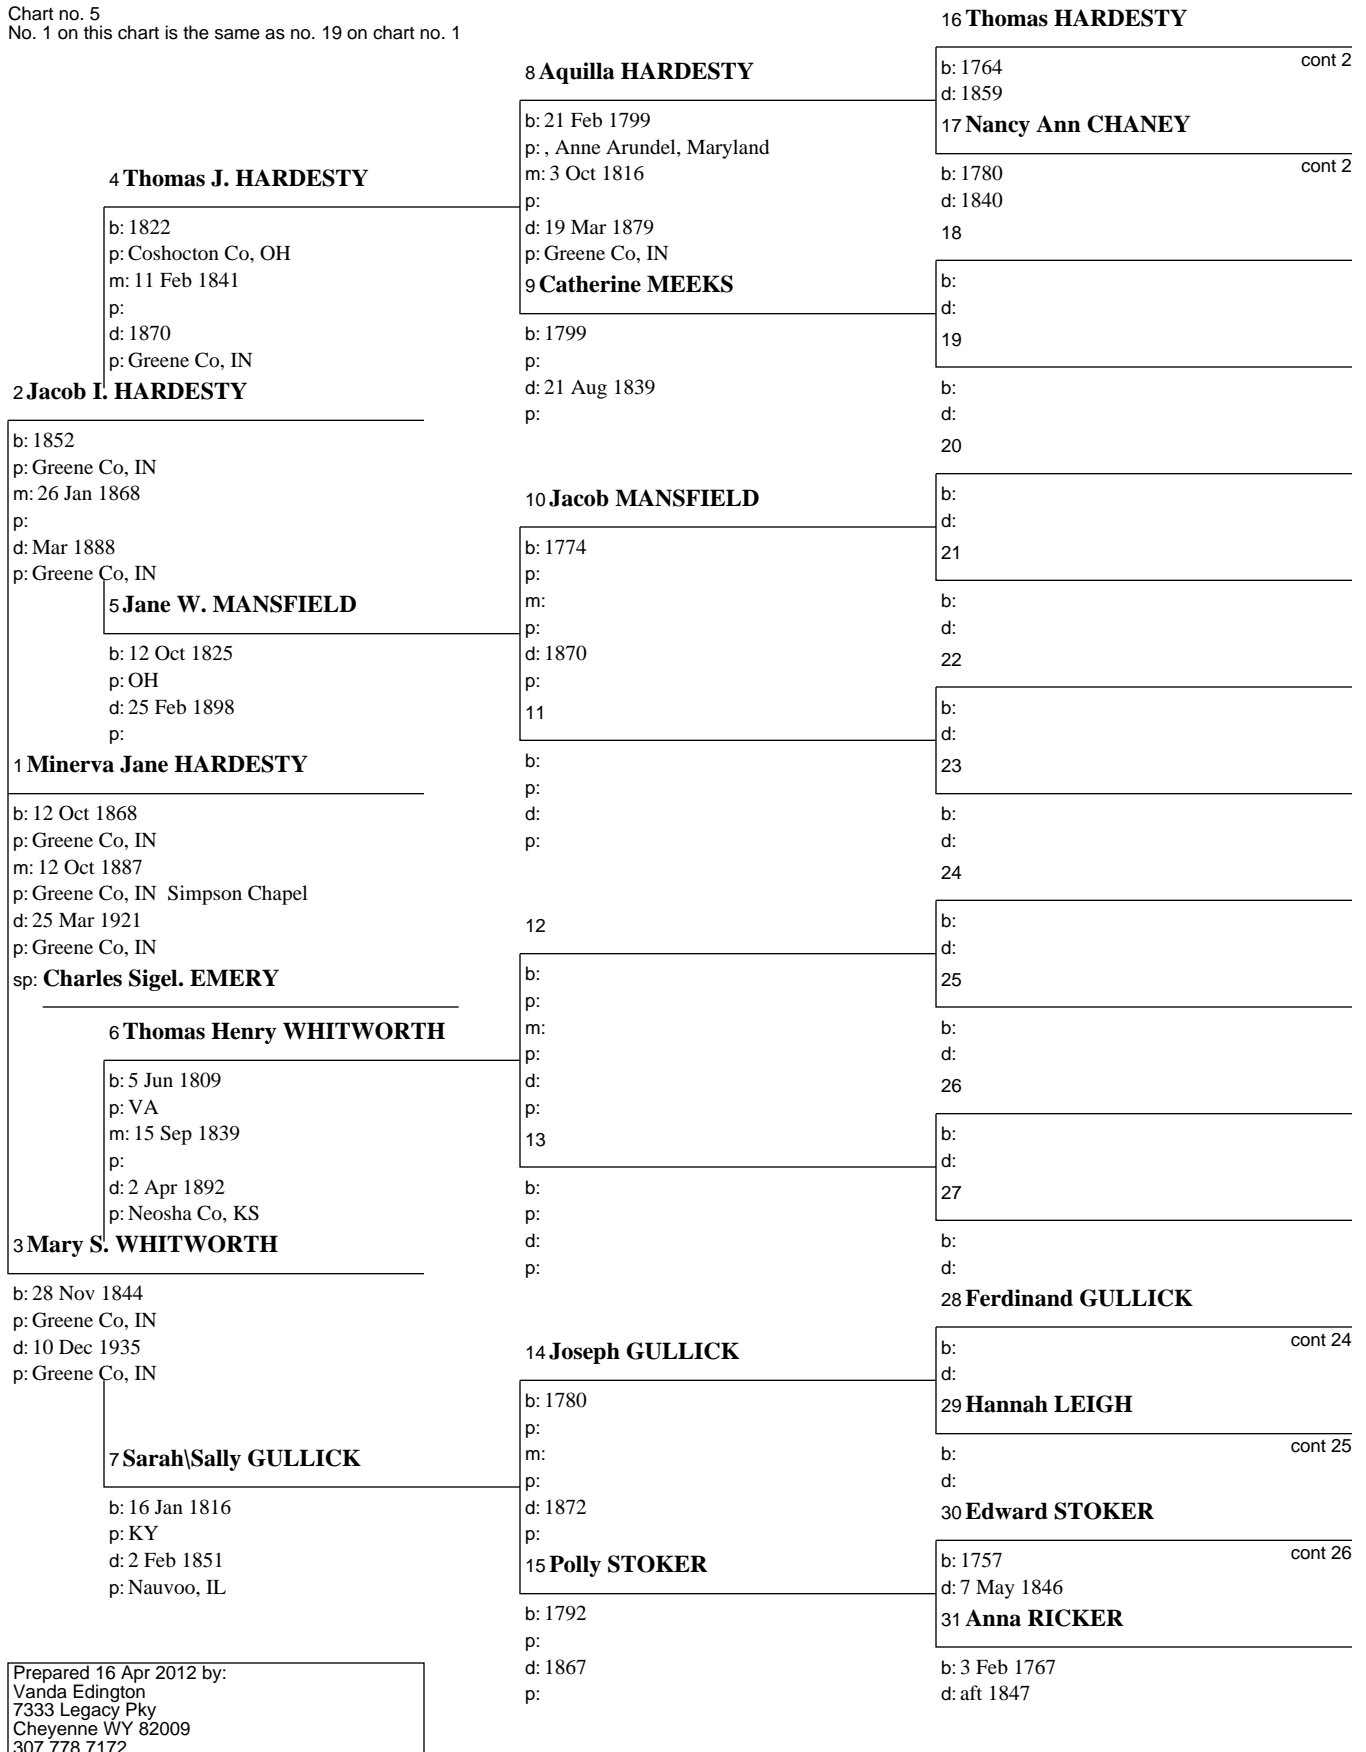 Chart no. 5
No. 1 on this chart is the same as no. 19 on chart no. 1
16 Thomas HARDESTY
cont 2
b: 1764
d: 1859
8 Aquilla HARDESTY
b: 21 Feb 1799
p: , Anne Arundel, Maryland
m: 3 Oct 1816
p:
d: 19 Mar 1879
p: Greene Co, IN
17 Nancy Ann CHANEY
cont 2
b: 1780
d: 1840
4 Thomas J. HARDESTY
b: 1822
p: Coshocton Co, OH
m: 11 Feb 1841
p:
d: 1870
p: Greene Co, IN
18
b:
d:
9 Catherine MEEKS
b: 1799
p:
d: 21 Aug 1839
p:
19
b:
d:
2 Jacob I. HARDESTY
b: 1852
p: Greene Co, IN
m: 26 Jan 1868
p:
d: Mar 1888
p: Greene Co, IN
20
b:
d:
10 Jacob MANSFIELD
b: 1774
p:
m:
p:
d: 1870
p:
21
b:
d:
5 Jane W. MANSFIELD
b: 12 Oct 1825
p: OH
d: 25 Feb 1898
p:
22
b:
d:
11
b:
p:
d:
p:
23
b:
d:
1 Minerva Jane HARDESTY
b: 12 Oct 1868
p: Greene Co, IN
m: 12 Oct 1887
p: Greene Co, IN  Simpson Chapel
d: 25 Mar 1921
p: Greene Co, IN
sp: Charles Sigel. EMERY
24
b:
d:
12
b:
p:
m:
p:
d:
p:
25
b:
d:
6 Thomas Henry WHITWORTH
b: 5 Jun 1809
p: VA
m: 15 Sep 1839
p:
d: 2 Apr 1892
p: Neosha Co, KS
26
b:
d:
13
b:
p:
d:
p:
27
b:
d:
3 Mary S. WHITWORTH
b: 28 Nov 1844
p: Greene Co, IN
d: 10 Dec 1935
p: Greene Co, IN
28 Ferdinand GULLICK
cont 24
b:
d:
14 Joseph GULLICK
b: 1780
p:
m:
p:
d: 1872
p:
29 Hannah LEIGH
cont 25
b:
d:
7 Sarah\Sally GULLICK
b: 16 Jan 1816
p: KY
d: 2 Feb 1851
p: Nauvoo, IL
30 Edward STOKER
cont 26
b: 1757
d: 7 May 1846
15 Polly STOKER
b: 1792
p:
d: 1867
p:
31 Anna RICKER
b: 3 Feb 1767
d: aft 1847
Prepared 16 Apr 2012 by:
Vanda Edington
7333 Legacy Pky
Cheyenne WY 82009
307 778 7172